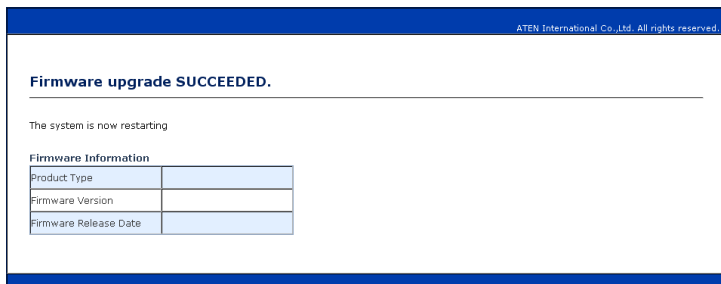 ATEN International Co.,Ltd. All rights reserved.
Firmware upgrade SUCCEEDED.
The system is now restarting
Firmware Information
Product Type
Firmware Version
Firmware Release Date